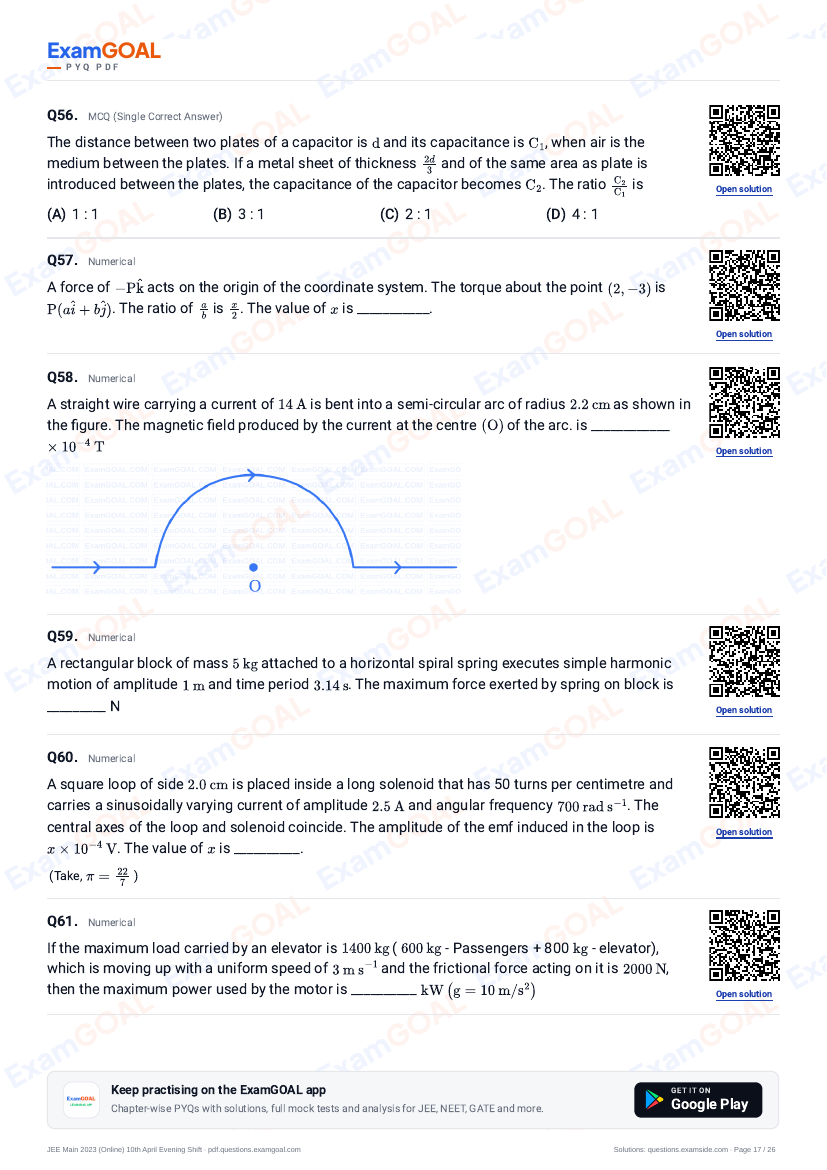 ExamGOAL
PYQ PDF
Q56. MCQ (Single Correct Answer)
The distance between two plates of a capacitor is d and its capacitance is C₁, when air is the
medium between the plates. If a metal sheet of thickness 2d/3 and of the same area as plate is
introduced between the plates, the capacitance of the capacitor becomes C₂. The ratio C₂/C₁ is
(A) 1 : 1 (B) 3 : 1 (C) 2 : 1 (D) 4 : 1
Open solution
Q57. Numerical
A force of −Pk̂ acts on the origin of the coordinate system. The torque about the point (2, −3) is
P(aî + bĵ). The ratio of a/b is x/2. The value of x is __________.
Open solution
Q58. Numerical
A straight wire carrying a current of 14 A is bent into a semi-circular arc of radius 2.2 cm as shown in
the figure. The magnetic field produced by the current at the centre (O) of the arc. is __________
× 10⁻⁴ T
Open solution
O
Q59. Numerical
A rectangular block of mass 5 kg attached to a horizontal spiral spring executes simple harmonic
motion of amplitude 1 m and time period 3.14 s. The maximum force exerted by spring on block is
________ N
Open solution
Q60. Numerical
A square loop of side 2.0 cm is placed inside a long solenoid that has 50 turns per centimetre and
carries a sinusoidally varying current of amplitude 2.5 A and angular frequency 700 rad s⁻¹. The
central axes of the loop and solenoid coincide. The amplitude of the emf induced in the loop is
x × 10⁻⁴ V. The value of x is _________.
(Take, π = 22/7 )
Open solution
Q61. Numerical
If the maximum load carried by an elevator is 1400 kg ( 600 kg - Passengers + 800 kg - elevator),
which is moving up with a uniform speed of 3 m s⁻¹ and the frictional force acting on it is 2000 N,
then the maximum power used by the motor is _________ kW (g = 10 m/s²)
Open solution
ExamGOAL
Keep practising on the ExamGOAL app
Chapter-wise PYQs with solutions, full mock tests and analysis for JEE, NEET, GATE and more.
GET IT ON
Google Play
JEE Main 2023 (Online) 10th April Evening Shift · pdf.questions.examgoal.com
Solutions: questions.examside.com · Page 17 / 26